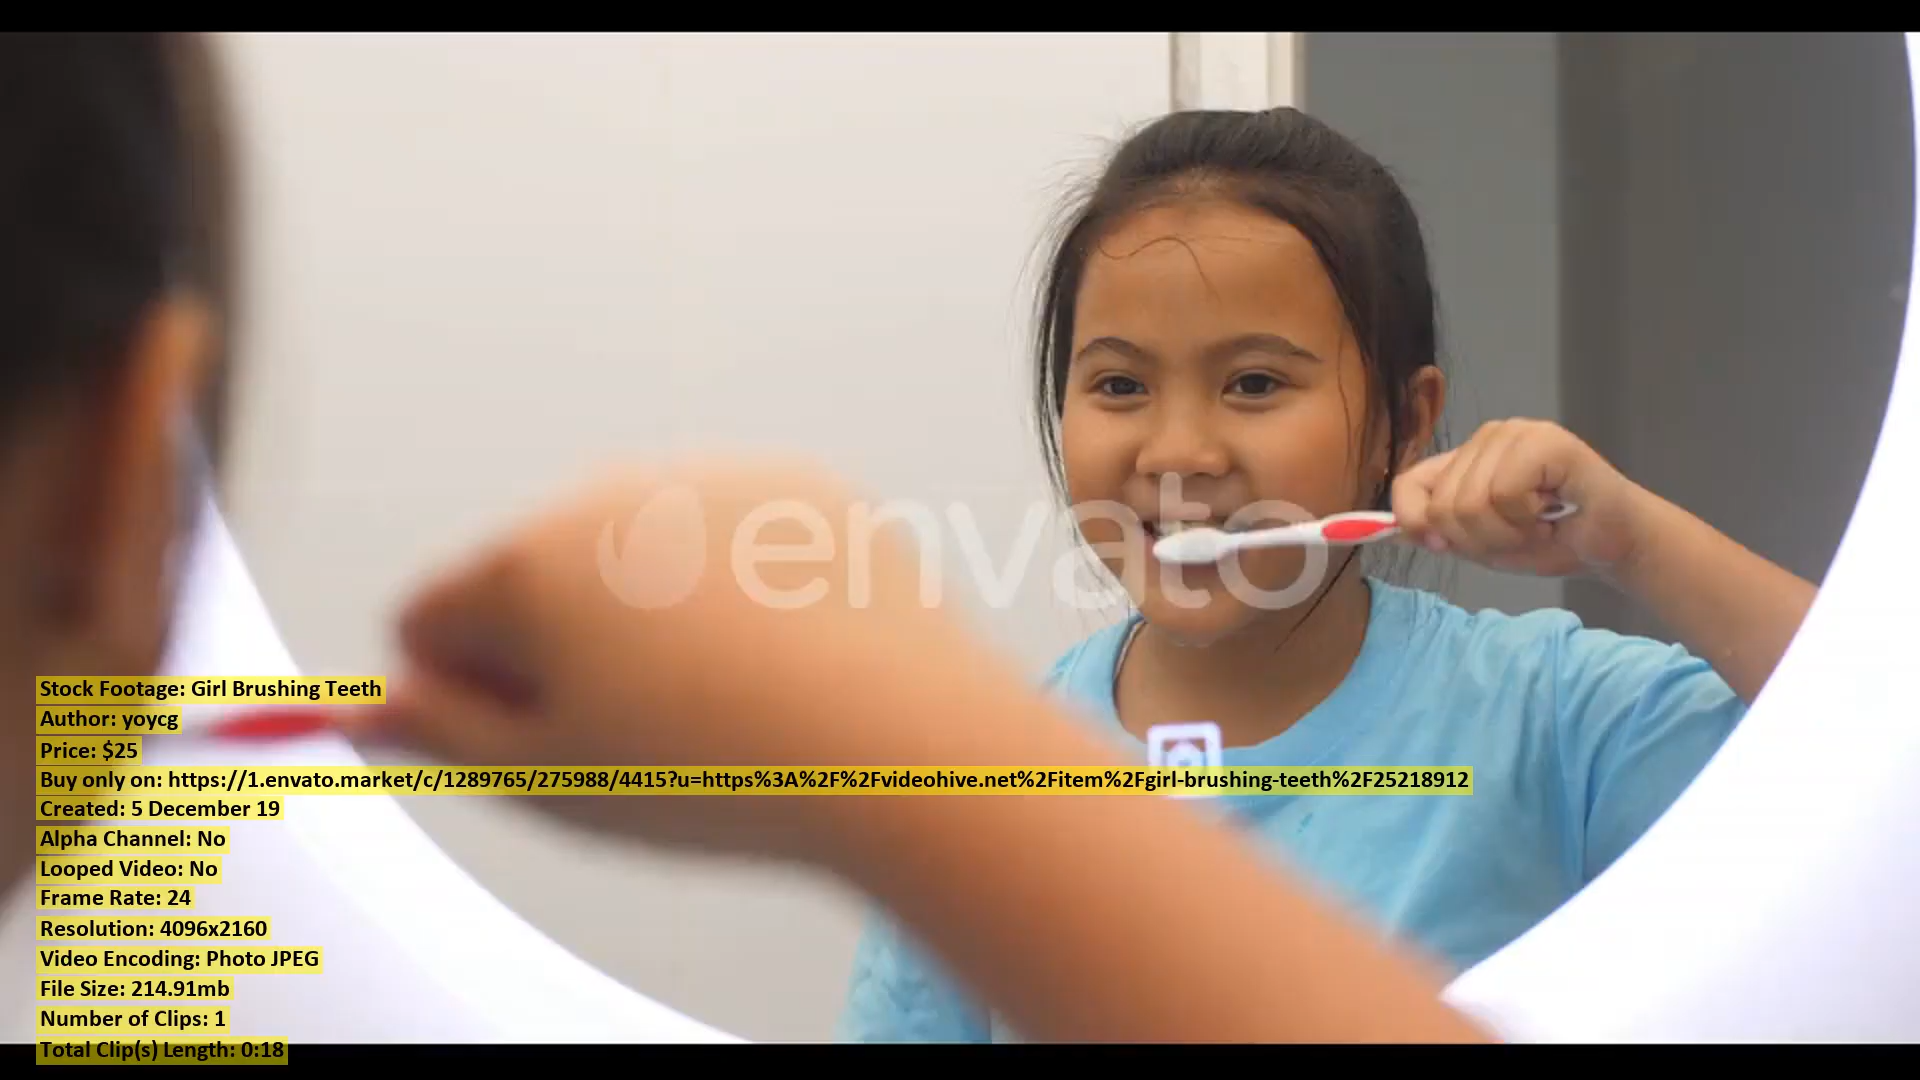 envato
Stock Footage: Girl Brushing Teeth
Author: yoycg
Price: $25
Buy only on: https://1.envato.market/c/1289765/275988/4415?u=https%3A%2F%2Fvideohive.net%2Fitem%2Fgirl-brushing-teeth%2F25218912
Created: 5 December 19
Alpha Channel: No
Looped Video: No
Frame Rate: 24
Resolution: 4096x2160
Video Encoding: Photo JPEG
File Size: 214.91mb
Number of Clips: 1
Total Clip(s) Length: 0:18